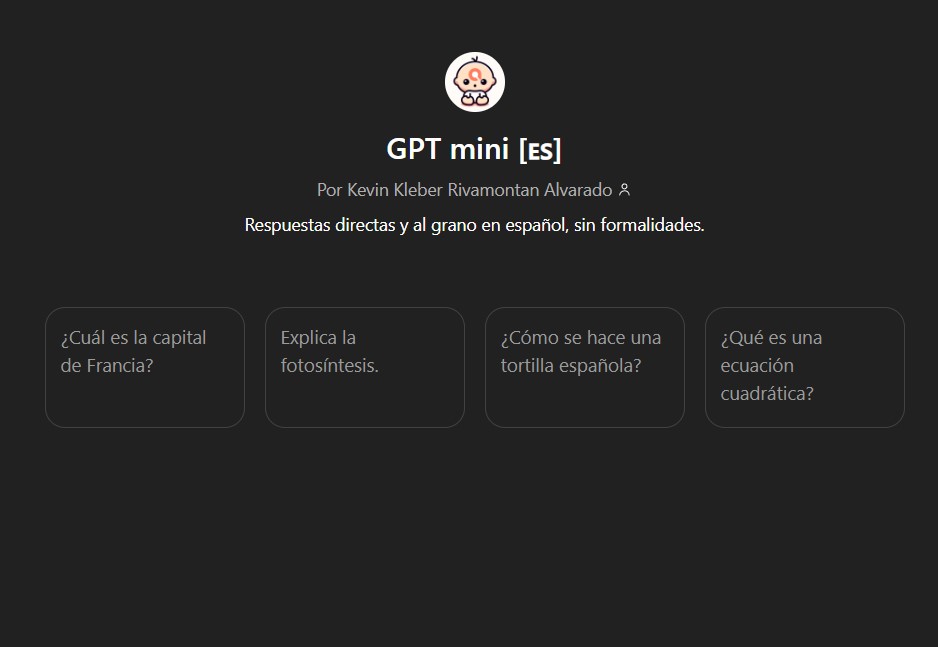 GPT mini [ES]
Por Kevin Kleber Rivamontan Alvarado
Respuestas directas y al grano en español, sin formalidades.
¿Cuál es la capital
de Francia?
Explica la
fotosíntesis.
¿Cómo se hace una
tortilla española?
¿Qué es una
ecuación
cuadrática?